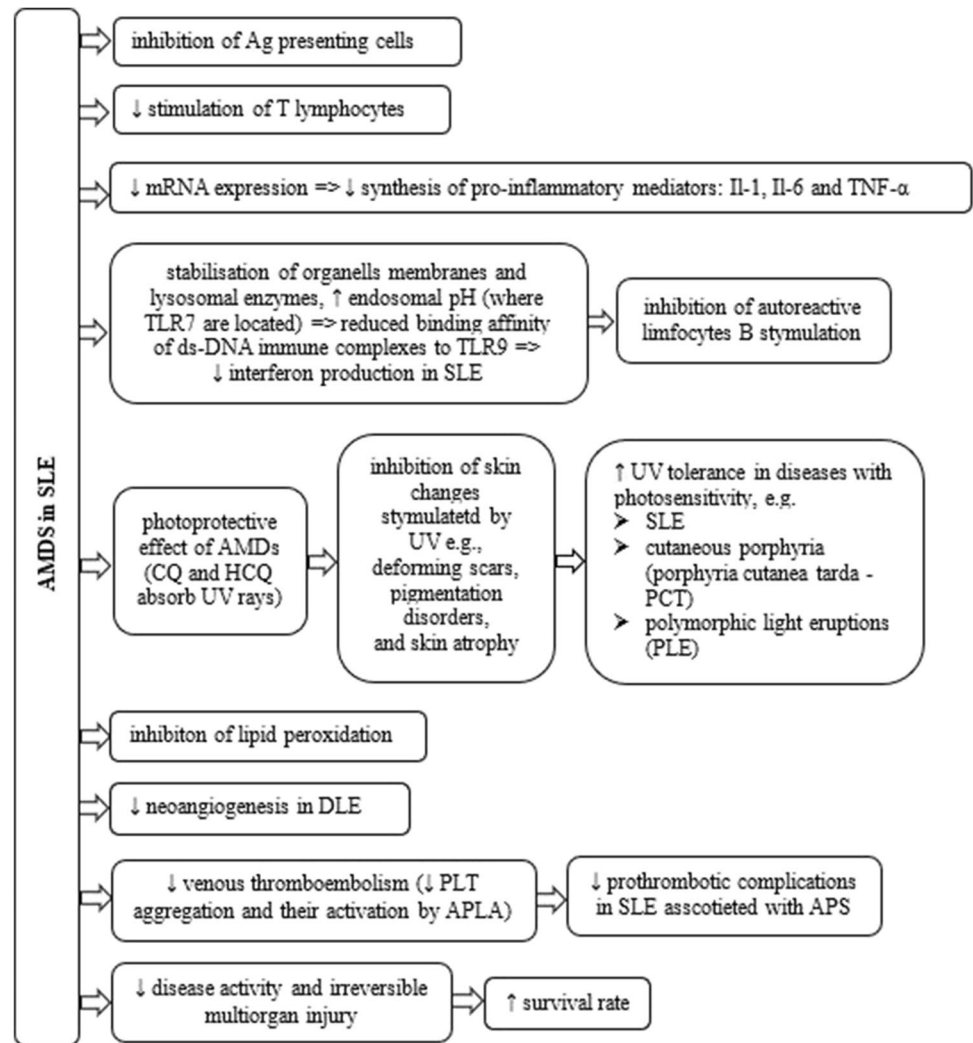 AMDS in SLE
inhibition of Ag presenting cells
↓ stimulation of T lymphocytes
↓ mRNA expression => ↓ synthesis of pro-inflammatory mediators: Il-1, Il-6 and TNF-α
stabilisation of organells membranes and
lysosomal enzymes, ↑ endosomal pH (where
TLR7 are located) => reduced binding affinity
of ds-DNA immune complexes to TLR9 =>
↓ interferon production in SLE
inhibition of autoreactive
limfocytes B stymulation
photoprotective
effect of AMDs
(CQ and HCQ
absorb UV rays)
inhibition of skin
changes
stymulatetd by
UV e.g.,
deforming scars,
pigmentation
disorders,
and skin atrophy
↑ UV tolerance in diseases with
photosensitivity, e.g.
➢ SLE
➢ cutaneous porphyria
(porphyria cutanea tarda -
PCT)
➢ polymorphic light eruptions
(PLE)
inhibiton of lipid peroxidation
↓ neoangiogenesis in DLE
↓ venous thromboembolism (↓ PLT
aggregation and their activation by APLA)
↓ prothrombotic complications
in SLE asscotieted with APS
↓ disease activity and irreversible
multiorgan injury
↑ survival rate